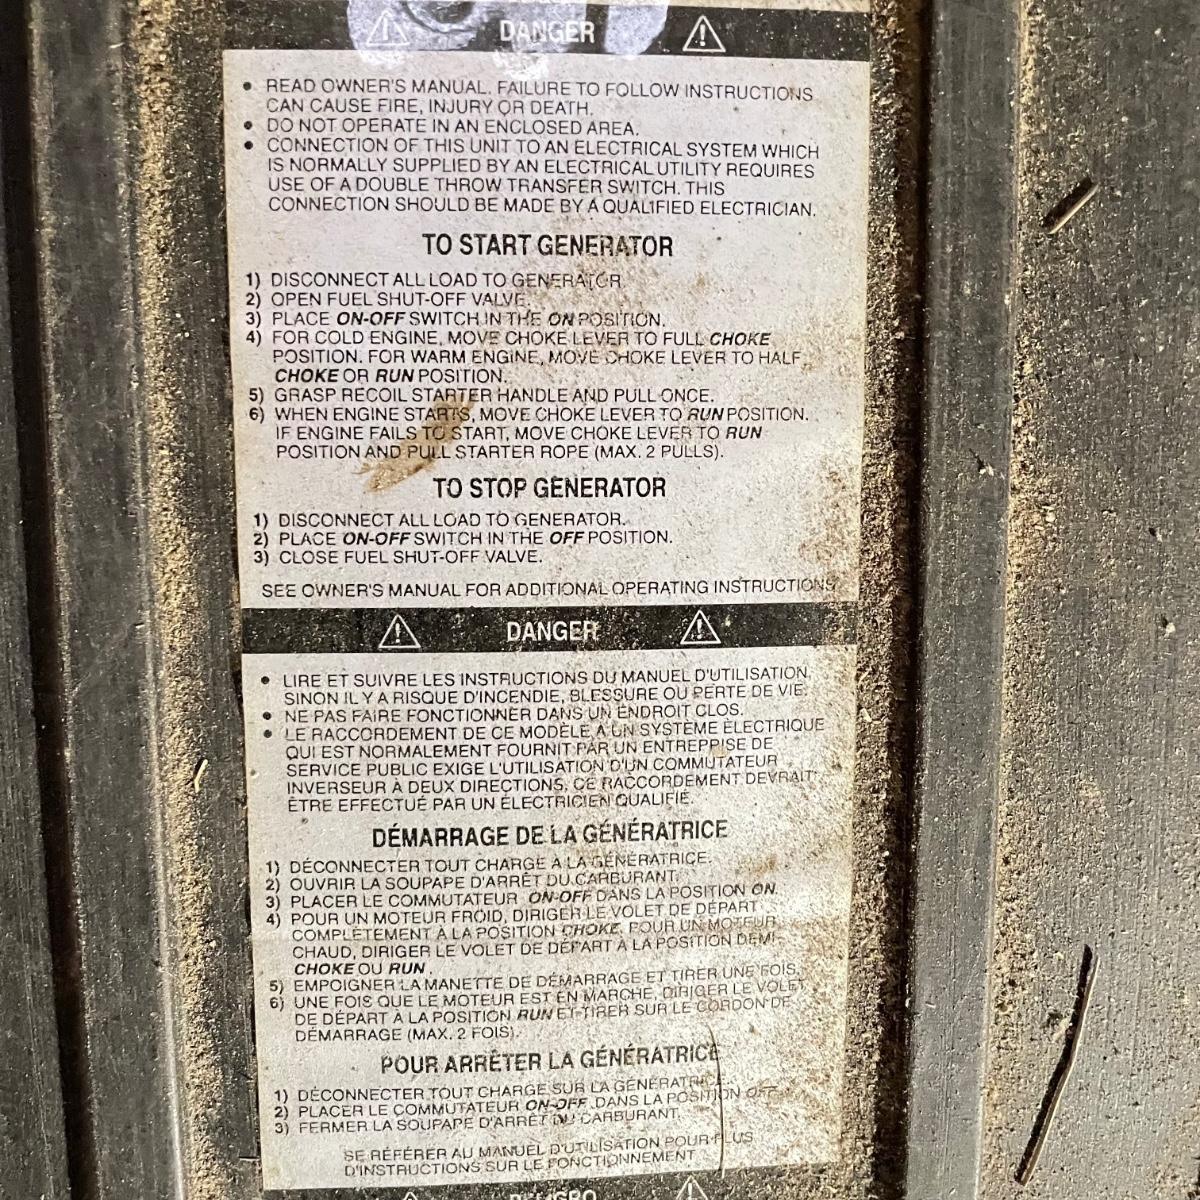 DANGER
• READ OWNER'S MANUAL. FAILURE TO FOLLOW INSTRUCTIONS
CAN CAUSE FIRE, INJURY OR DEATH.
• DO NOT OPERATE IN AN ENCLOSED AREA.
• CONNECTION OF THIS UNIT TO AN ELECTRICAL SYSTEM WHICH
IS NORMALLY SUPPLIED BY AN ELECTRICAL UTILITY REQUIRES
USE OF A DOUBLE THROW TRANSFER SWITCH. THIS
CONNECTION SHOULD BE MADE BY A QUALIFIED ELECTRICIAN.
TO START GENERATOR
1) DISCONNECT ALL LOAD TO GENERATOR.
2) OPEN FUEL SHUT-OFF VALVE.
3) PLACE ON-OFF SWITCH IN THE ON POSITION.
4) FOR COLD ENGINE, MOVE CHOKE LEVER TO FULL CHOKE
POSITION. FOR WARM ENGINE, MOVE CHOKE LEVER TO HALF
CHOKE OR RUN POSITION.
5) GRASP RECOIL STARTER HANDLE AND PULL ONCE.
6) WHEN ENGINE STARTS, MOVE CHOKE LEVER TO RUN POSITION.
IF ENGINE FAILS TO START, MOVE CHOKE LEVER TO RUN
POSITION AND PULL STARTER ROPE (MAX. 2 PULLS).
TO STOP GENERATOR
1) DISCONNECT ALL LOAD TO GENERATOR.
2) PLACE ON-OFF SWITCH IN THE OFF POSITION.
3) CLOSE FUEL SHUT-OFF VALVE.
SEE OWNER'S MANUAL FOR ADDITIONAL OPERATING INSTRUCTIONS.
DANGER
• LIRE ET SUIVRE LES INSTRUCTIONS DU MANUEL D'UTILISATION,
SINON IL Y A RISQUE D'INCENDIE, BLESSURE OU PERTE DE VIE.
• NE PAS FAIRE FONCTIONNER DANS UN ENDROIT CLOS.
• LE RACCORDEMENT DE CE MODÈLE À UN SYSTÈME ÉLECTRIQUE
QUI EST NORMALEMENT FOURNIT PAR UN ENTREPRISE DE
SERVICE PUBLIC EXIGE L'UTILISATION D'UN COMMUTATEUR
INVERSEUR À DEUX DIRECTIONS. CE RACCORDEMENT DEVRAIT
ÊTRE EFFECTUÉ PAR UN ÉLECTRICIEN QUALIFIÉ.
DÉMARRAGE DE LA GÉNÉRATRICE
1) DÉCONNECTER TOUT CHARGE À LA GÉNÉRATRICE.
2) OUVRIR LA SOUPAPE D'ARRÊT DU CARBURANT.
3) PLACER LE COMMUTATEUR ON-OFF DANS LA POSITION ON.
4) POUR UN MOTEUR FROID, DIRIGER LE VOLET DE DÉPART
COMPLÈTEMENT À LA POSITION CHOKE. POUR UN MOTEUR
CHAUD, DIRIGER LE VOLET DE DÉPART À LA POSITION DEMI-
CHOKE OU RUN.
5) EMPOIGNER LA MANETTE DE DÉMARRAGE ET TIRER UNE FOIS.
6) UNE FOIS QUE LE MOTEUR EST EN MARCHE, DIRIGER LE VOLET
DE DÉPART À LA POSITION RUN ET TIRER SUR LE CORDON DE
DÉMARRAGE (MAX. 2 FOIS).
POUR ARRÊTER LA GÉNÉRATRICE
1) DÉCONNECTER TOUT CHARGE SUR LA GÉNÉRATRICE.
2) PLACER LE COMMUTATEUR ON-OFF DANS LA POSITION OFF.
3) FERMER LA SOUPAPE D'ARRÊT DU CARBURANT.
SE RÉFÉRER AU MANUEL D'UTILISATION POUR PLUS
D'INSTRUCTIONS SUR LE FONCTIONNEMENT.
PELIGRO